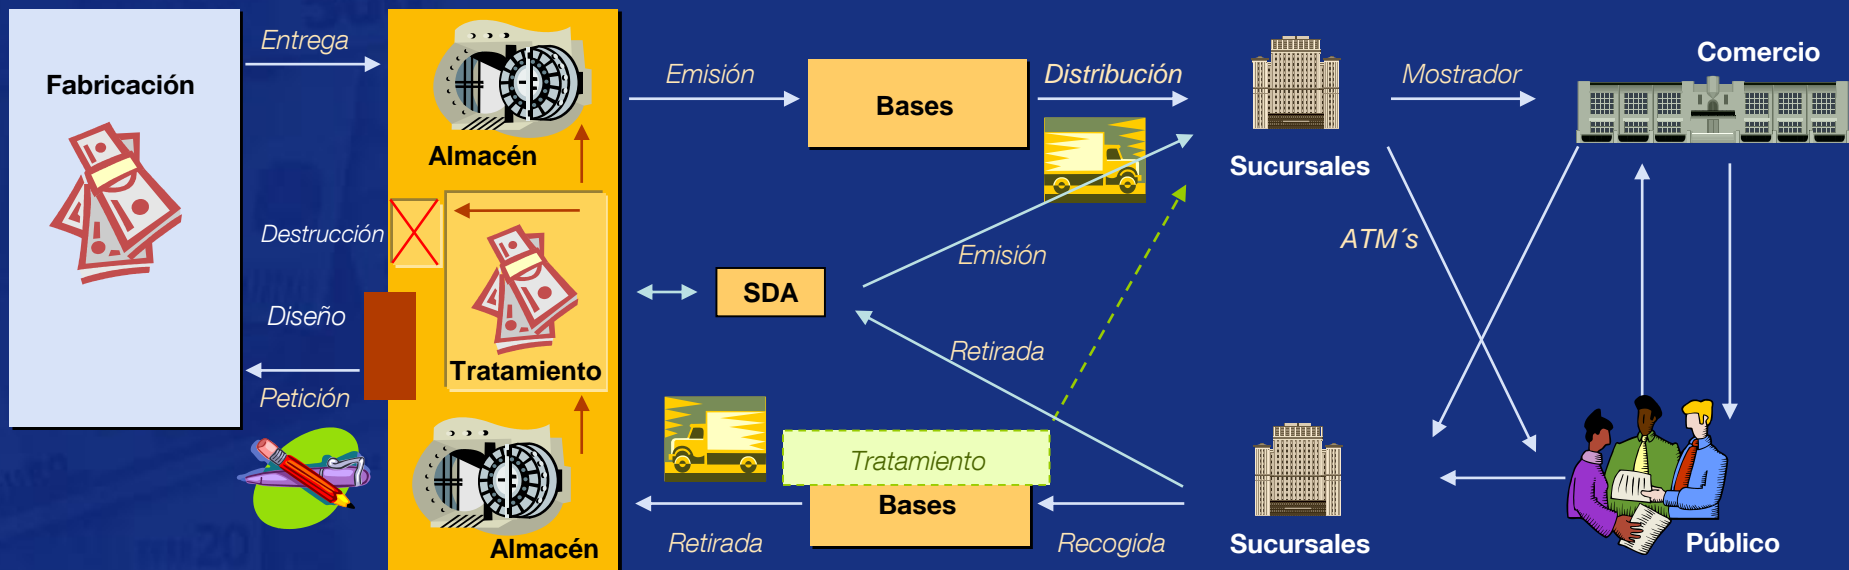 Fabricación
Entrega
Almacén
Emisión
Bases
Distribución
Sucursales
Mostrador
Comercio
Destrucción
Diseño
Petición
Tratamiento
SDA
Emisión
Retirada
ATM´s
Almacén
Retirada
Tratamiento
Bases
Recogida
Sucursales
Público